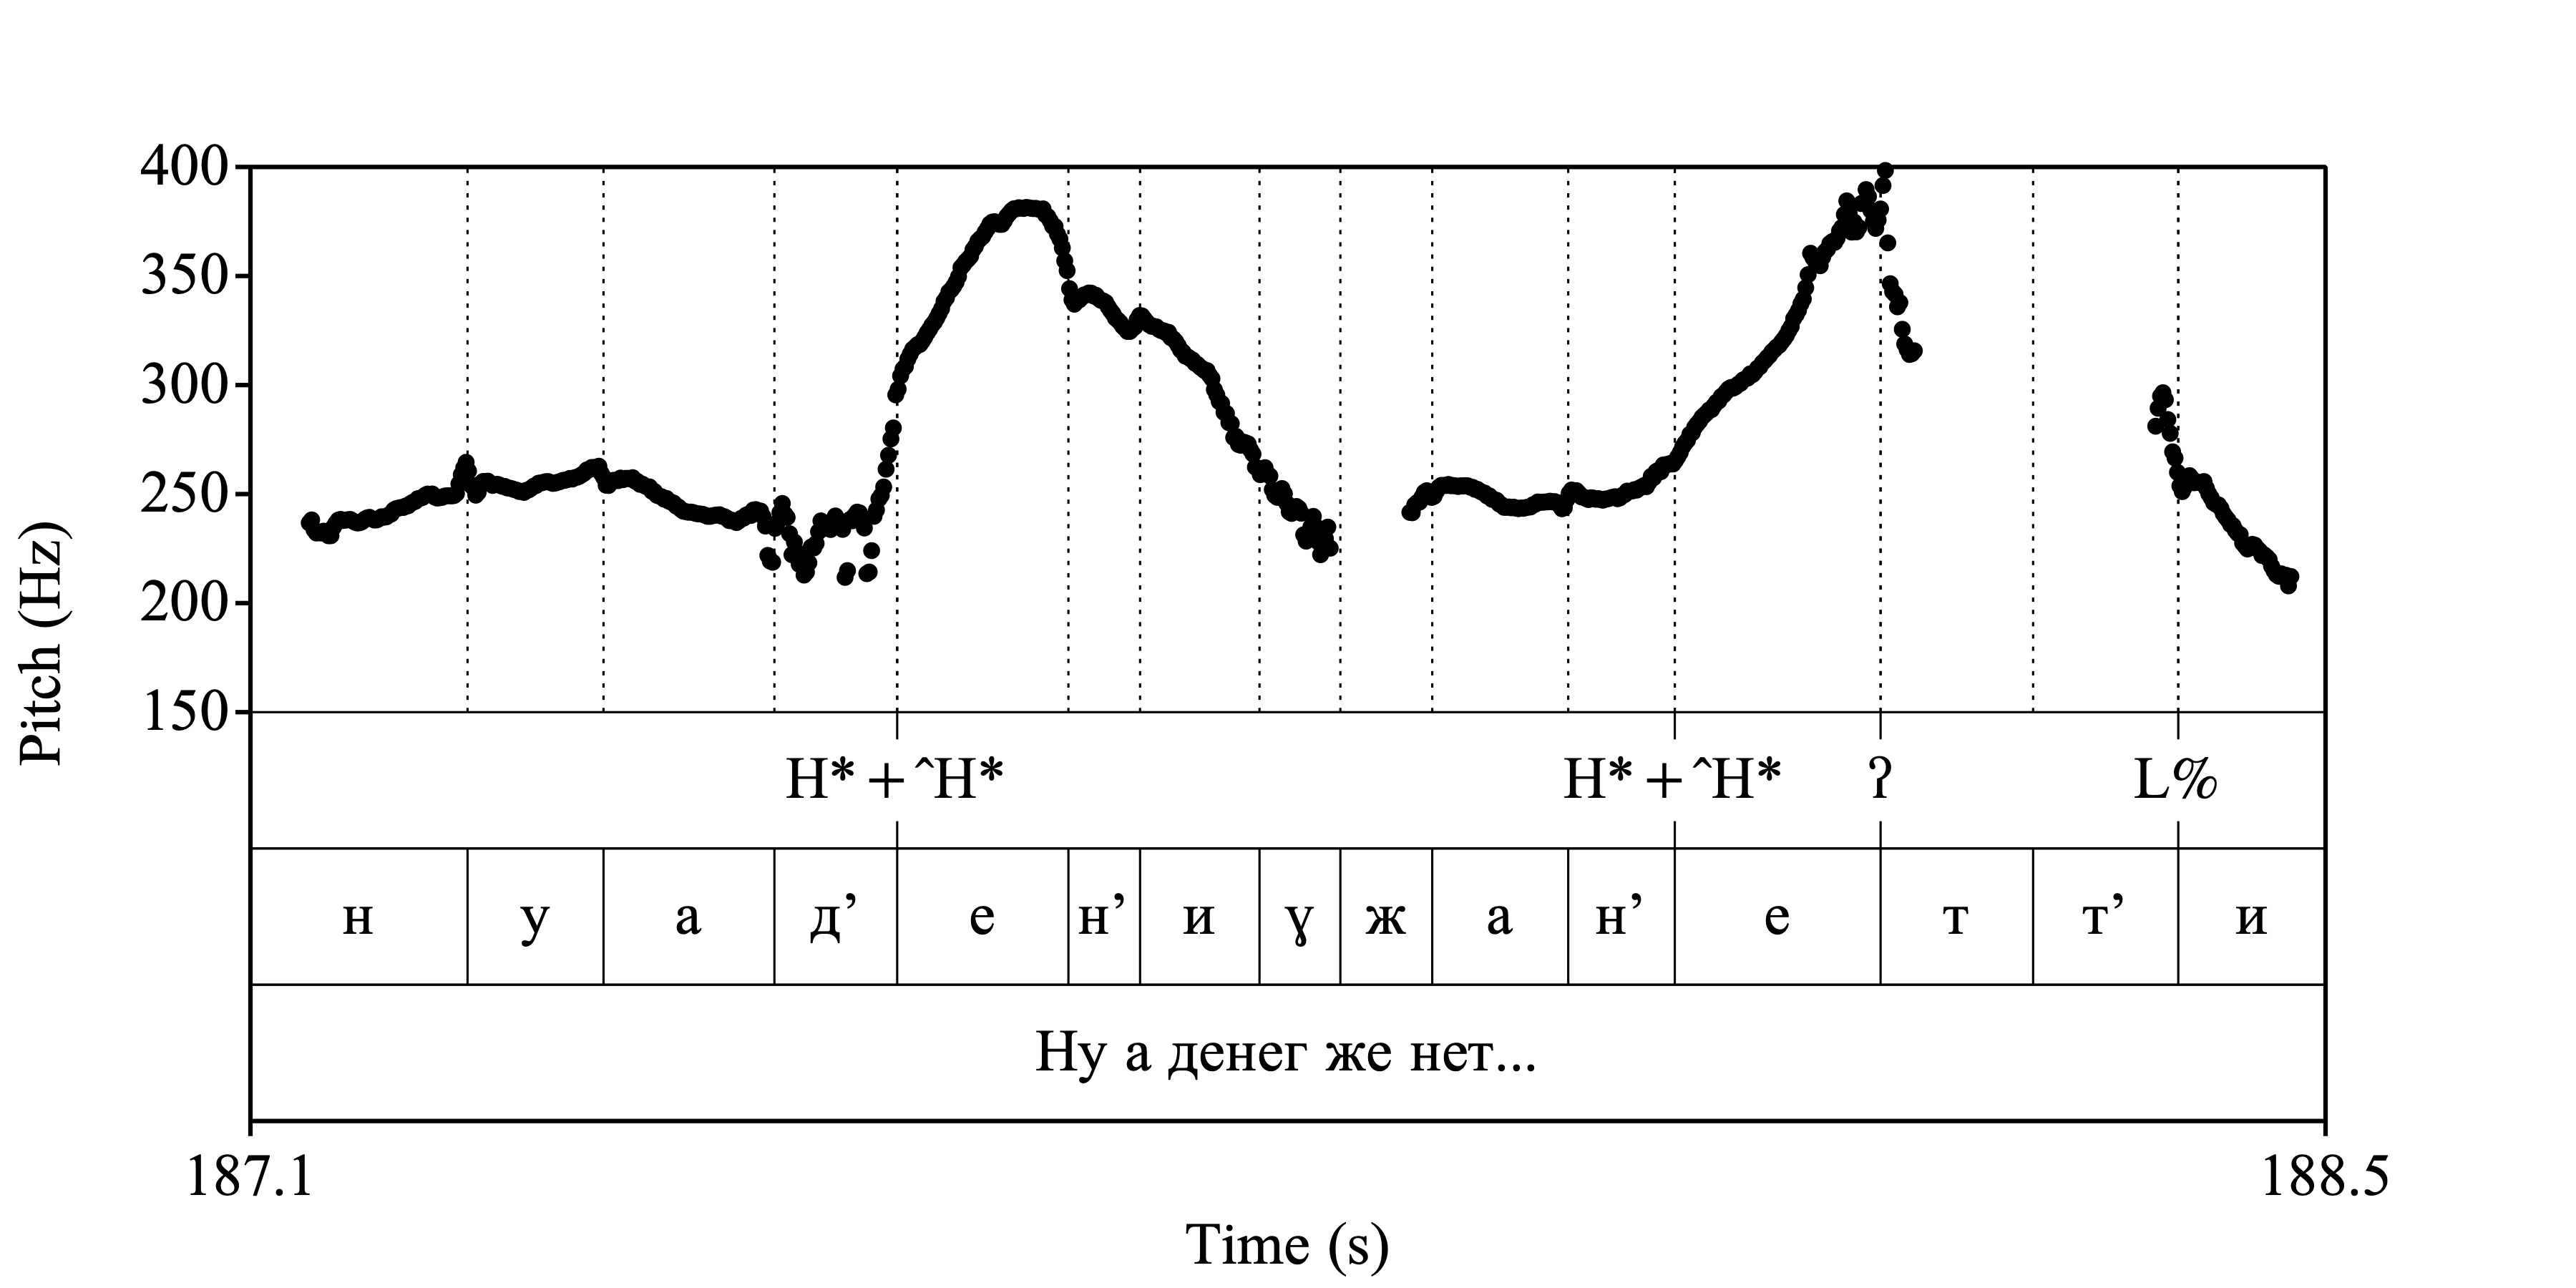 400
350
300
250
200
150
Pitch (Hz)
H* + ˆH* H* + ˆH* ? L%
н у а д’ е н’ и ɣ ж а н’ е т т’ и
Ну а денег же нет...
187.1 188.5
Time (s)